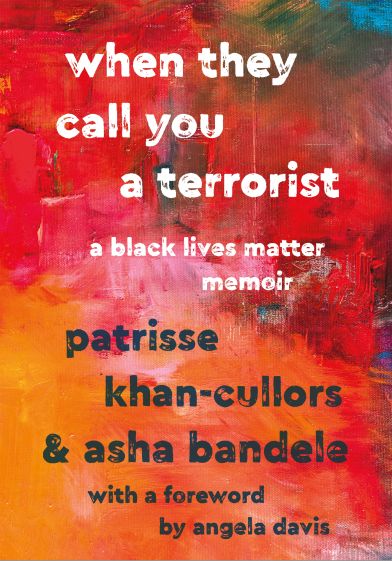 when they
call you
a terrorist
a black lives matter
memoir
patrisse
khan-cullors
& asha bandele
with a foreword
by angela davis